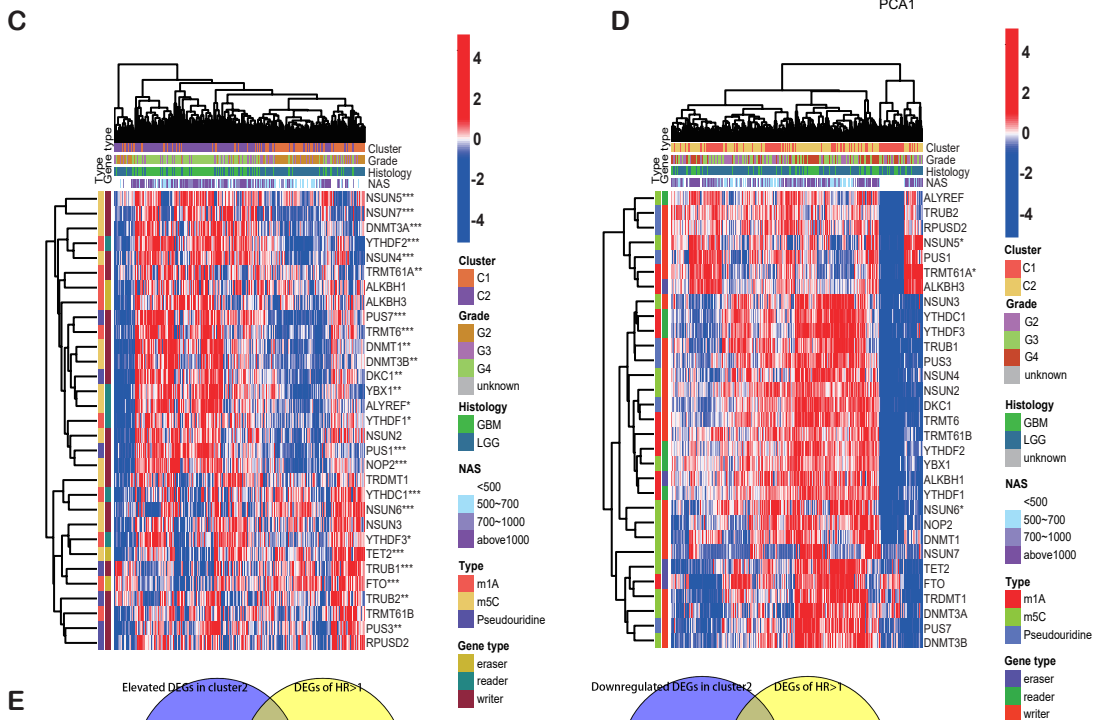 PCA1
C
4
2
0
-2
-4
Type
Gene type
Cluster
Grade
Histology
NAS
NSUN5***
NSUN7***
DNMT3A***
YTHDF2***
NSUN4***
TRMT61A**
ALKBH1
ALKBH3
PUS7***
TRMT6***
DNMT1**
DNMT3B**
DKC1**
YBX1**
ALYREF*
YTHDF1*
NSUN2
PUS1***
NOP2***
TRDMT1
YTHDC1***
NSUN6***
NSUN3
YTHDF3*
TET2***
TRUB1***
FTO***
TRUB2**
TRMT61B
PUS3**
RPUSD2
Cluster
C1
C2
Grade
G2
G3
G4
unknown
Histology
GBM
LGG
NAS
<500
500~700
700~1000
above1000
Type
m1A
m5C
Pseudouridine
Gene type
eraser
reader
writer
D
4
2
0
-2
-4
Type
Gene type
Cluster
Grade
Histology
NAS
ALYREF
TRUB2
RPUSD2
NSUN5*
PUS1
TRMT61A*
ALKBH3
NSUN3
YTHDC1
YTHDF3
TRUB1
PUS3
NSUN4
NSUN2
DKC1
TRMT6
TRMT61B
YTHDF2
YBX1
ALKBH1
YTHDF1
NSUN6*
NOP2
DNMT1
NSUN7
TET2
FTO
TRDMT1
DNMT3A
PUS7
DNMT3B
Cluster
C1
C2
Grade
G2
G3
G4
unknown
Histology
GBM
LGG
unknown
NAS
<500
500~700
700~1000
above1000
Type
m1A
m5C
Pseudouridine
Gene type
eraser
reader
writer
E
Elevated DEGs in cluster2
DEGs of HR>1
Downregulated DEGs in cluster2
DEGs of HR>1